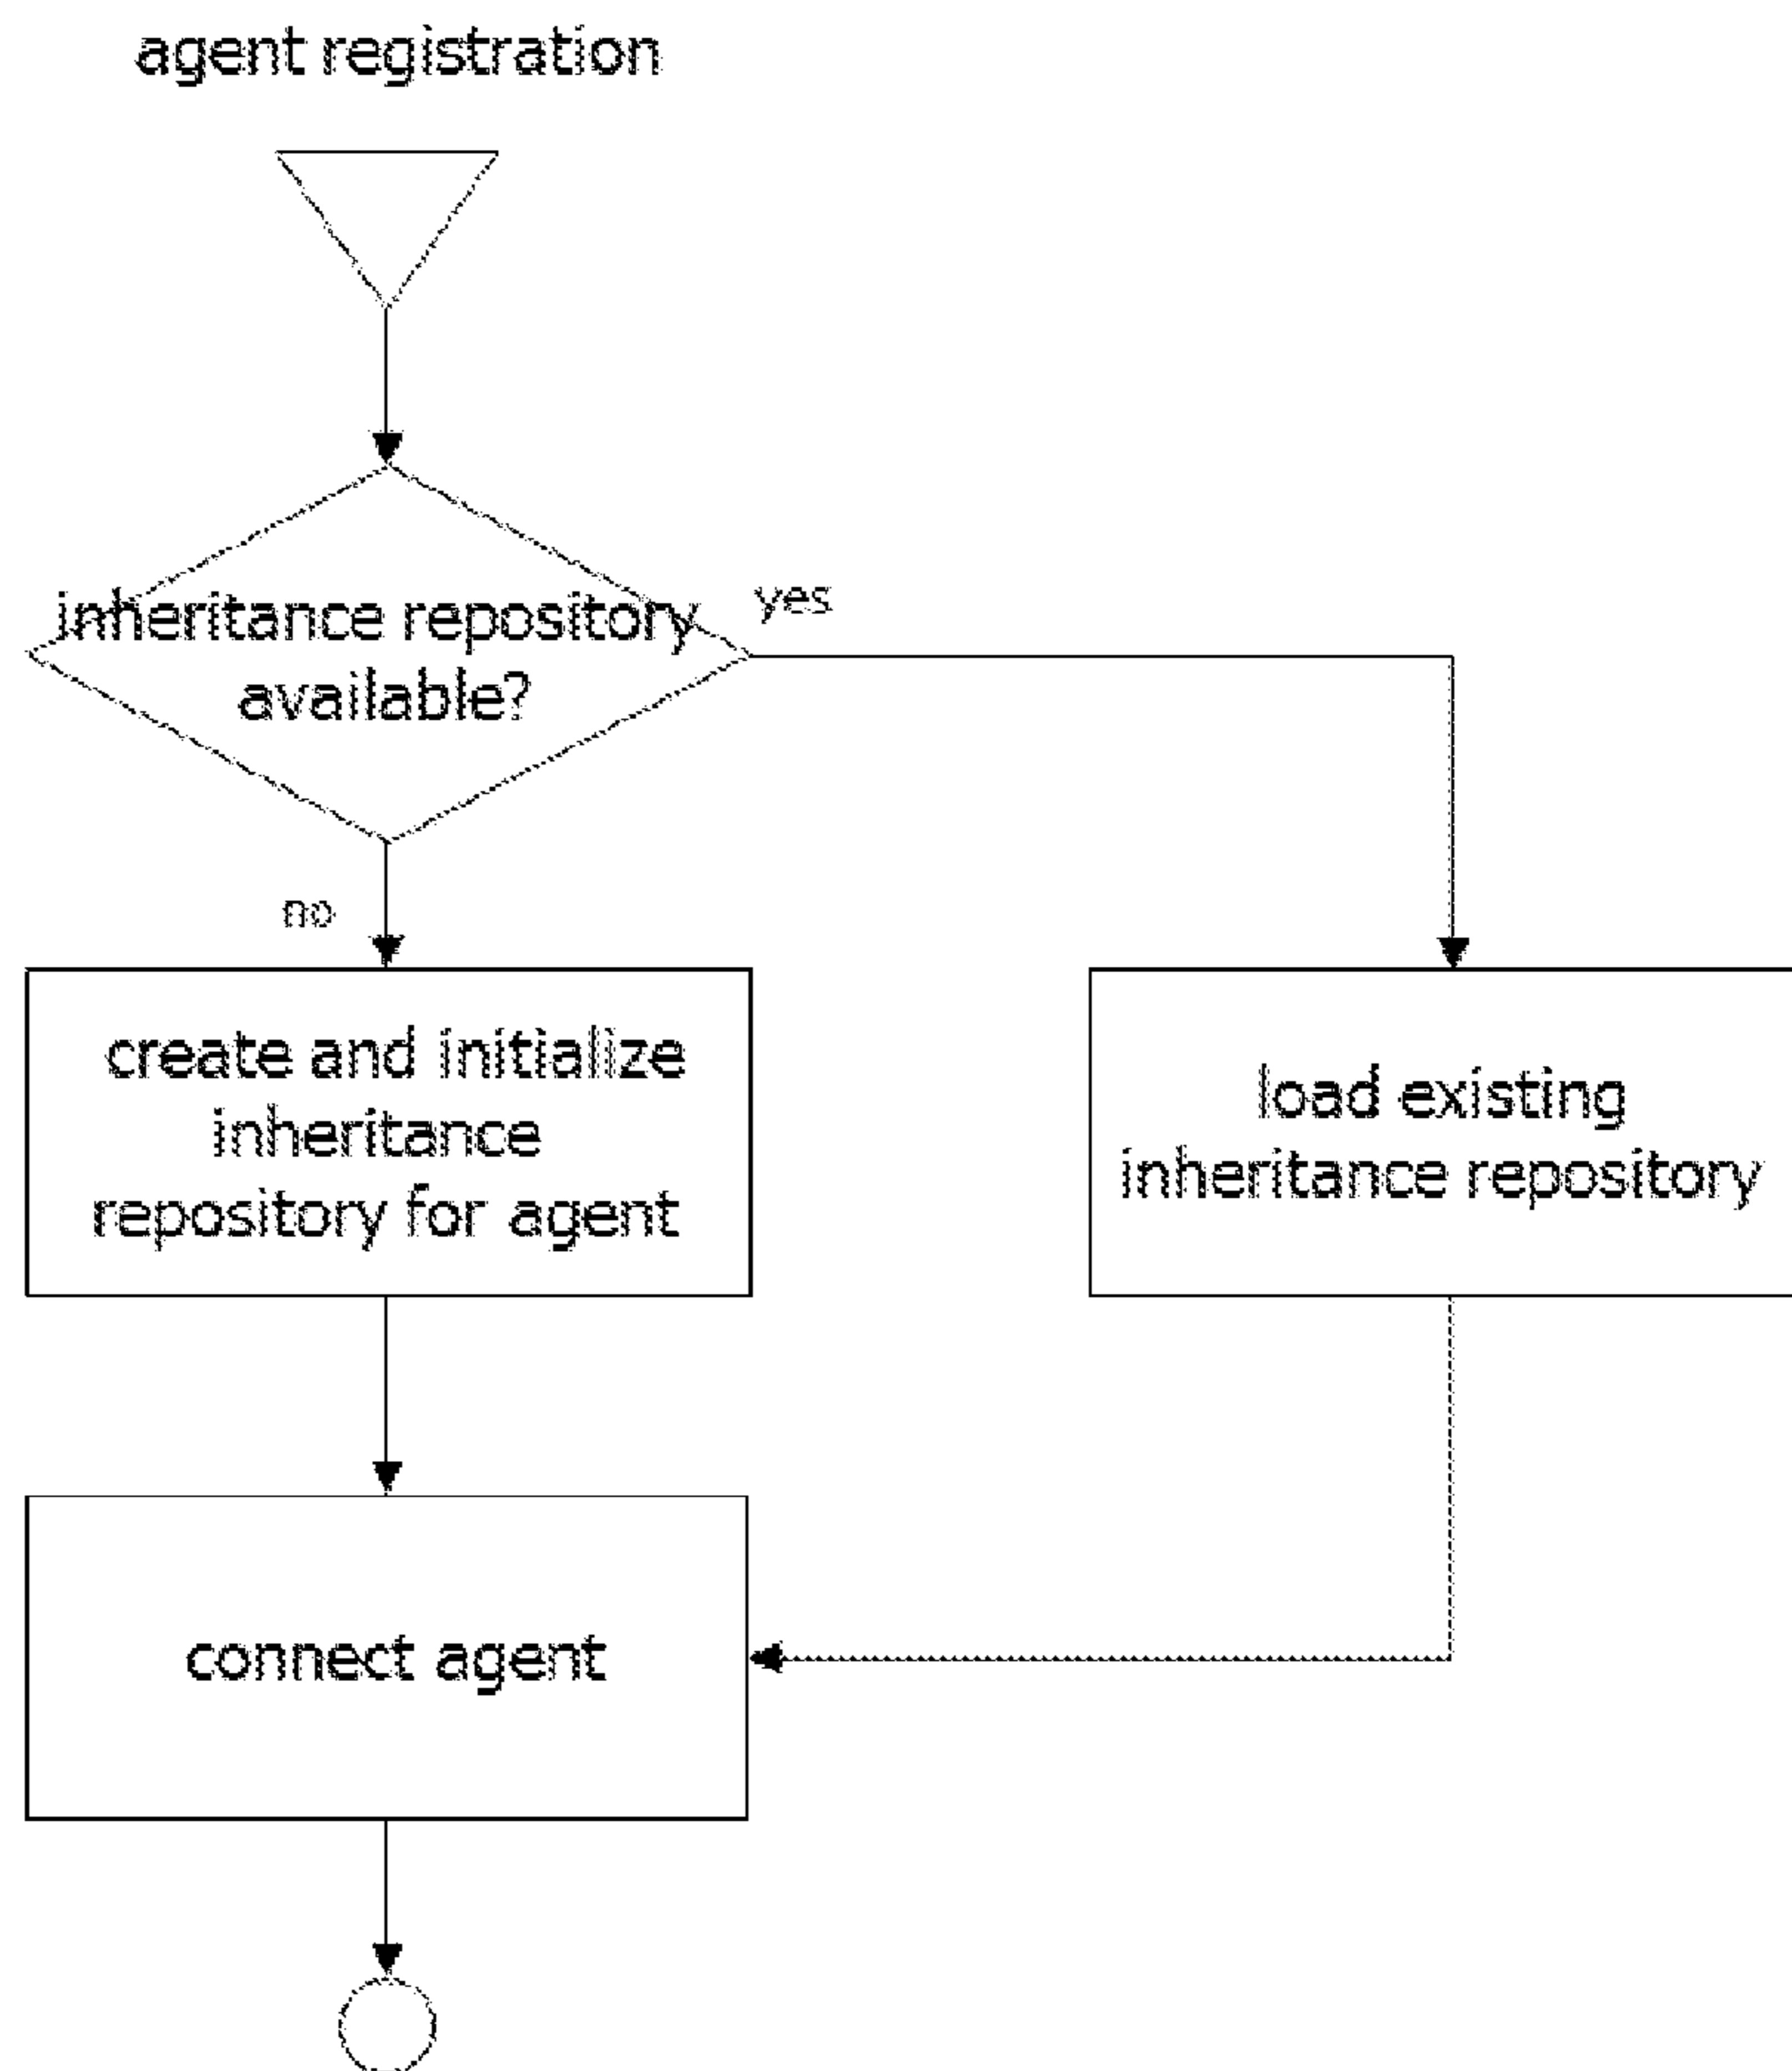 agent registration
inheritance repository
available?
yes
no
create and initialize
inheritance
repository for agent
load existing
inheritance repository
connect agent